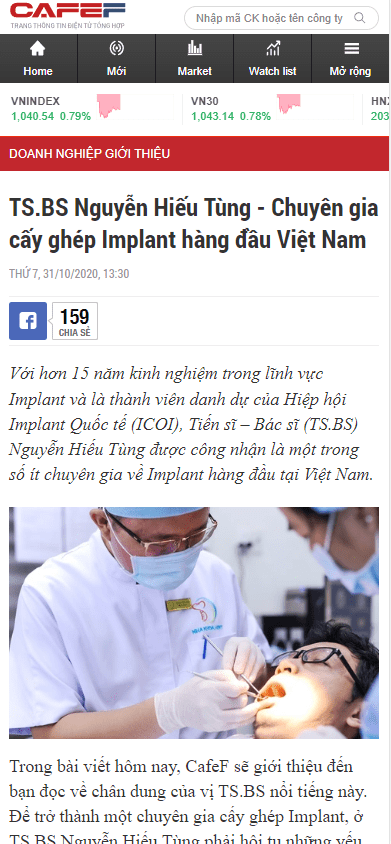 CAFEF
TRANG THÔNG TIN ĐIỆN TỬ TỔNG HỢP
Nhập mã CK hoặc tên công ty
Home
Mới
Market
Watch list
Mở rộng
VNINDEX
1,040.54 0.79%
VN30
1,043.14 0.78%
HNX
203
DOANH NGHIỆP GIỚI THIỆU
TS.BS Nguyễn Hiếu Tùng - Chuyên gia
cấy ghép Implant hàng đầu Việt Nam
THỨ 7, 31/10/2020, 13:30
159
CHIA SẺ
Với hơn 15 năm kinh nghiệm trong lĩnh vực
Implant và là thành viên danh dự của Hiệp hội
Implant Quốc tế (ICOI), Tiến sĩ – Bác sĩ (TS.BS)
Nguyễn Hiếu Tùng được công nhận là một trong
số ít chuyên gia về Implant hàng đầu tại Việt Nam.
Trong bài viết hôm nay, CafeF sẽ giới thiệu đến
bạn đọc về chân dung của vị TS.BS nổi tiếng này.
Để trở thành một chuyên gia cấy ghép Implant, ở
TS.BS Nguyễn Hiếu Tùng phải hội tụ những yếu